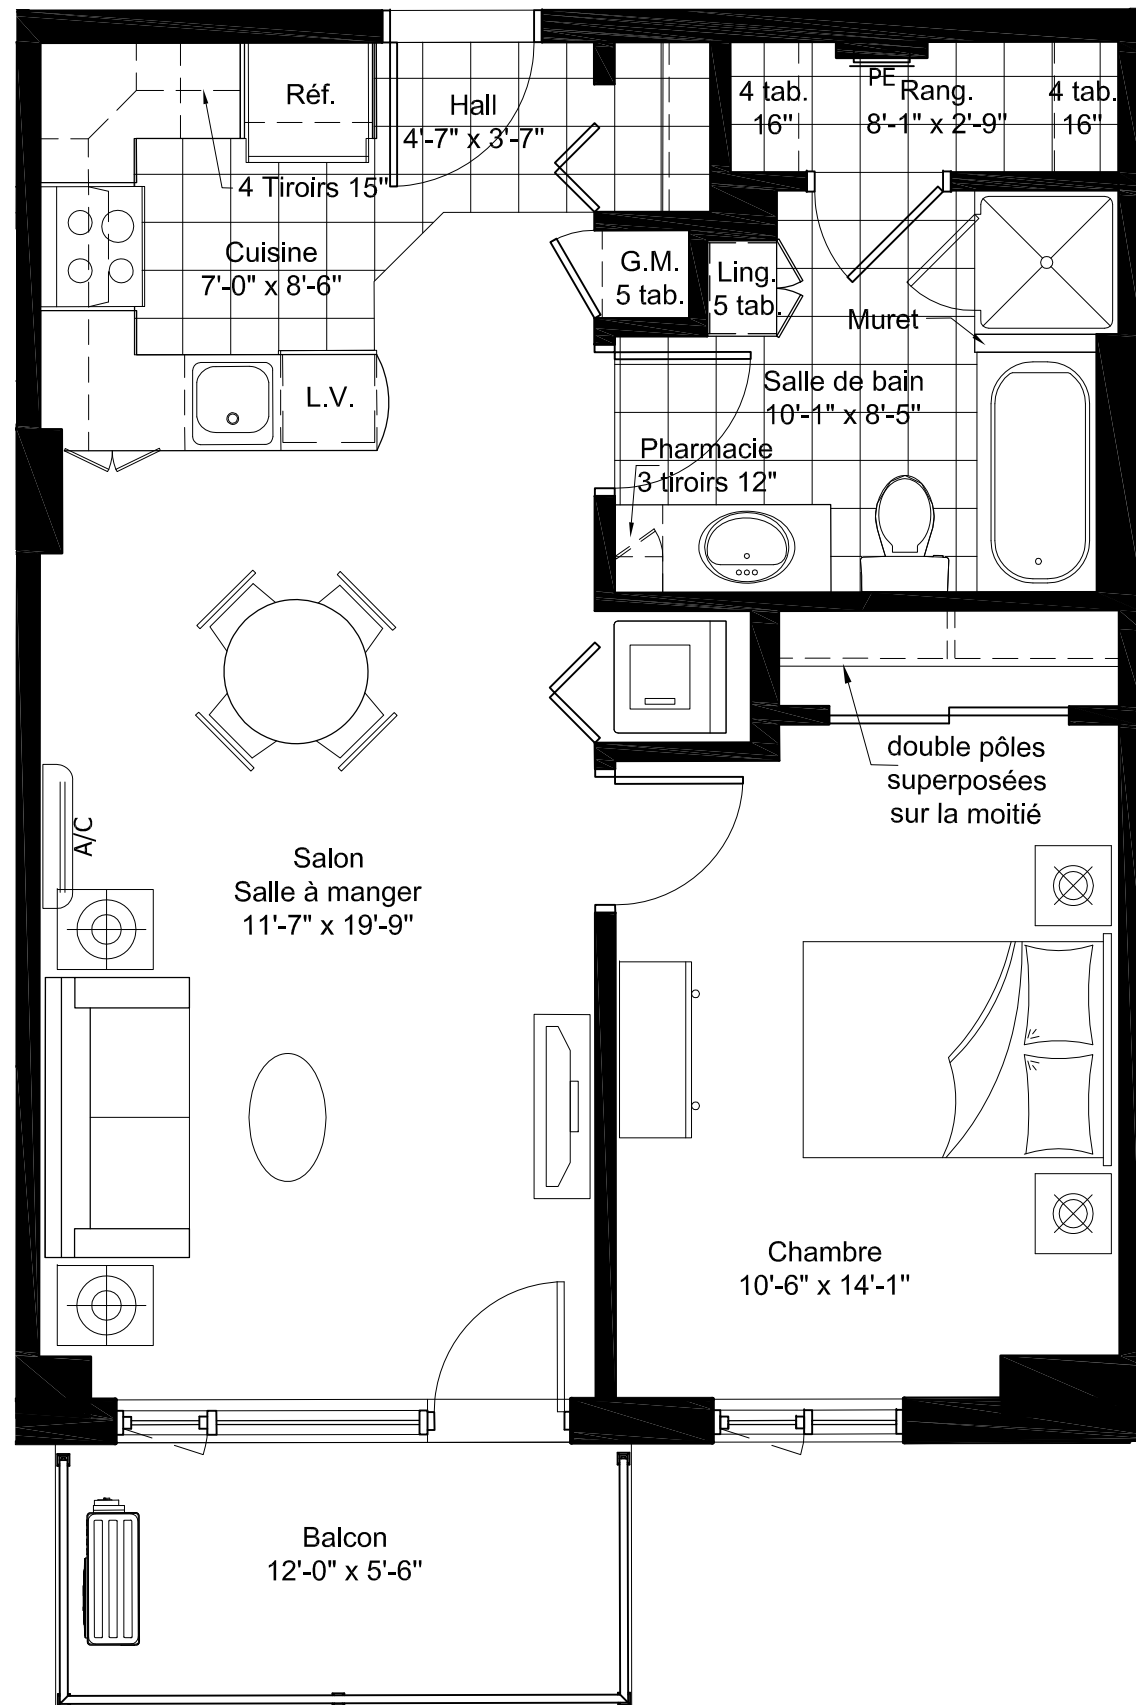 Réf.
Hall
4'-7" x 3'-7"
4 tab.
16"
PE
Rang.
8'-1" x 2'-9"
4 tab.
16"
4 Tiroirs 15"
Cuisine
7'-0" x 8'-6"
G.M.
5 tab.
Ling.
5 tab.
Muret
L.V.
Salle de bain
10'-1" x 8'-5"
Pharmacie
3 tiroirs 12"
double pôles
superposées
sur la moitié
A/C
Salon
Salle à manger
11'-7" x 19'-9"
Chambre
10'-6" x 14'-1"
Balcon
12'-0" x 5'-6"